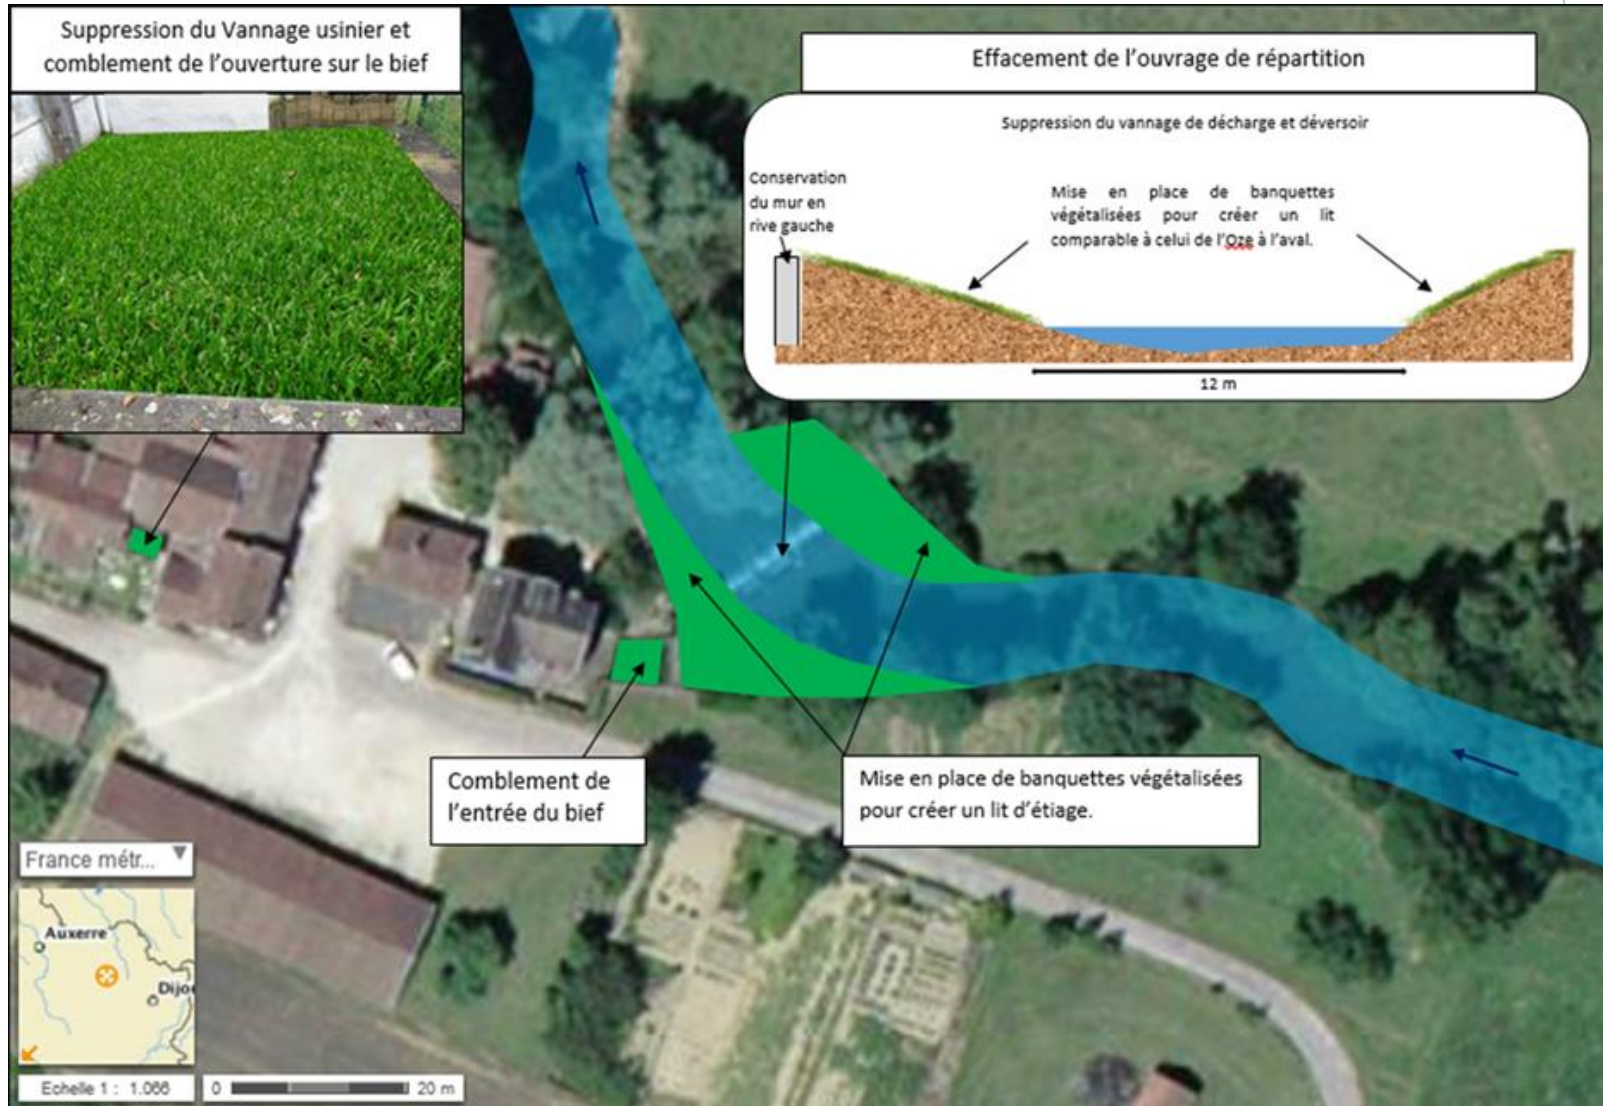 Suppression du Vannage usinier et
comblement de l'ouverture sur le bief
Effacement de l'ouvrage de répartition
Suppression du vannage de décharge et déversoir
Conservation
du mur en
rive gauche
Mise en place de banquettes
végétalisées pour créer un lit
comparable à celui de l'Oze à l'aval.
12 m
Comblement de
l'entrée du bief
Mise en place de banquettes végétalisées
pour créer un lit d'étiage.
France métr...
Auxerre
Dijo
Echelle 1 : 1.066
0 20 m